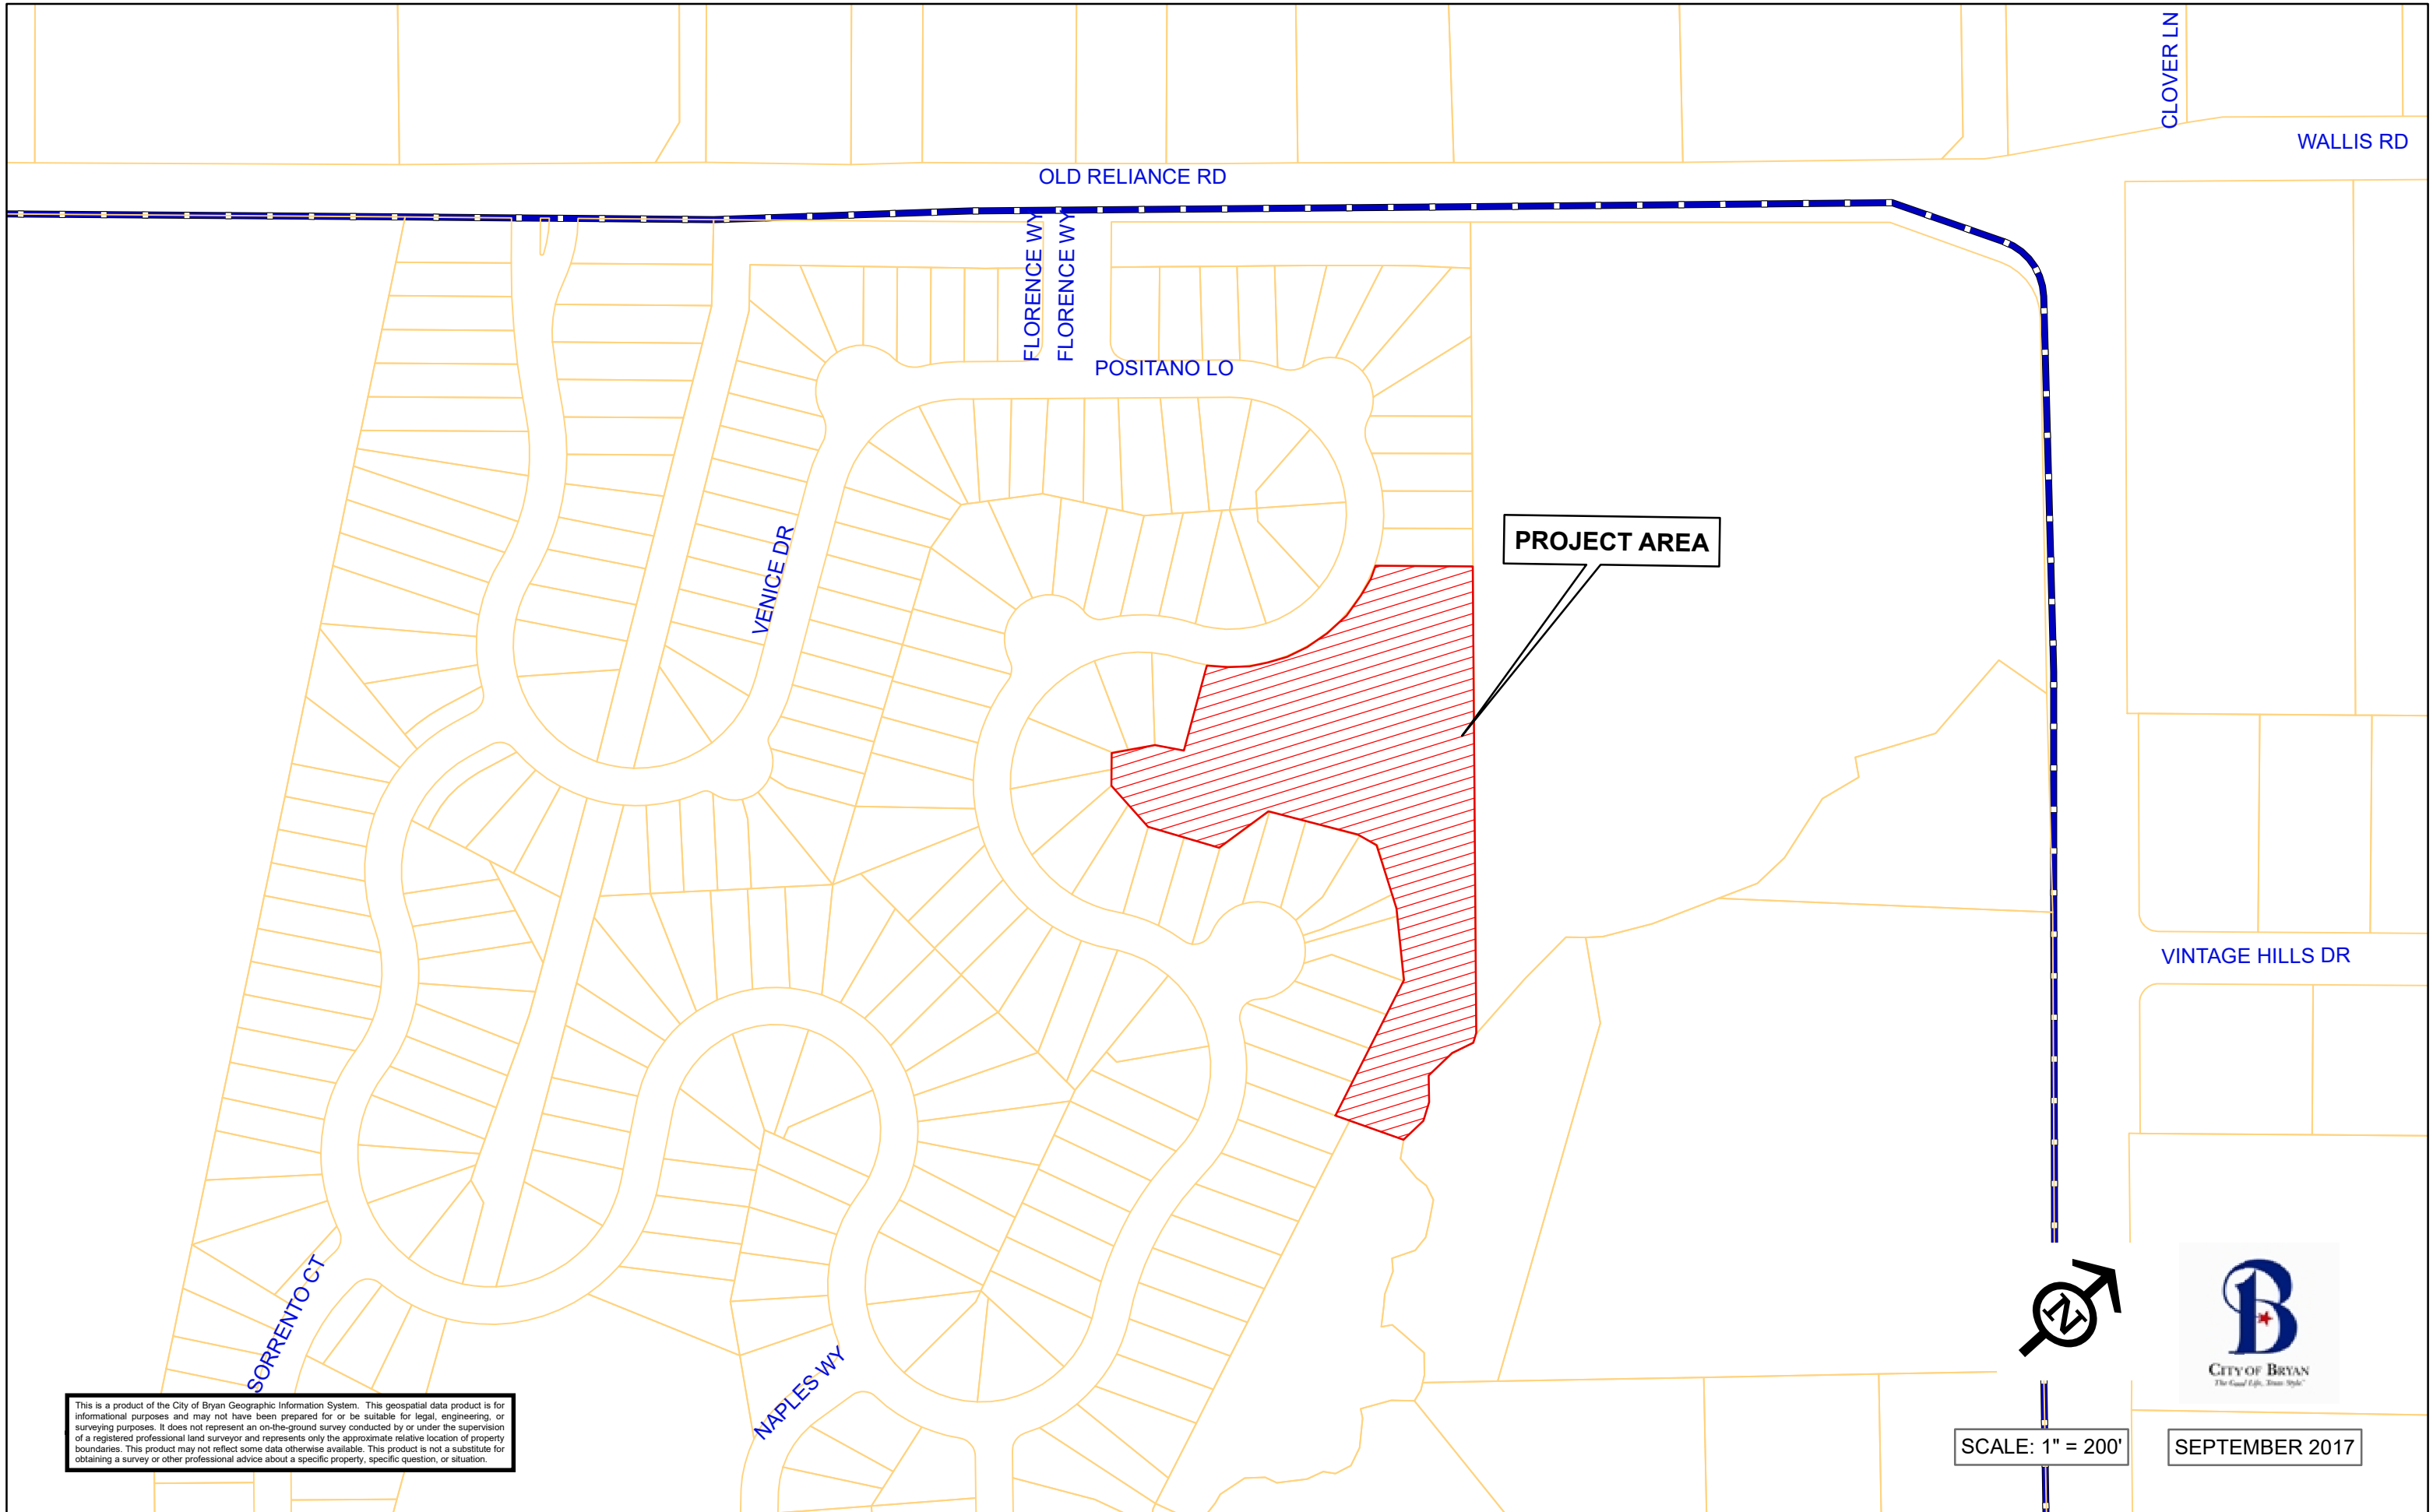 CLOVER LN
WALLIS RD
OLD RELIANCE RD
FLORENCE WY
FLORENCE WY
POSITANO LO
VENICE DR
PROJECT AREA
VINTAGE HILLS DR
SORRENTO CT
NAPLES WY
N
B
CITY OF BRYAN
The Good Life, Texas Style.™
This is a product of the City of Bryan Geographic Information System. This geospatial data product is for
informational purposes and may not have been prepared for or be suitable for legal, engineering, or
surveying purposes. It does not represent an on-the-ground survey conducted by or under the supervision
of a registered professional land surveyor and represents only the approximate relative location of property
boundaries. This product may not reflect some data otherwise available. This product is not a substitute for
obtaining a survey or other professional advice about a specific property, specific question, or situation.
SCALE: 1" = 200'
SEPTEMBER 2017